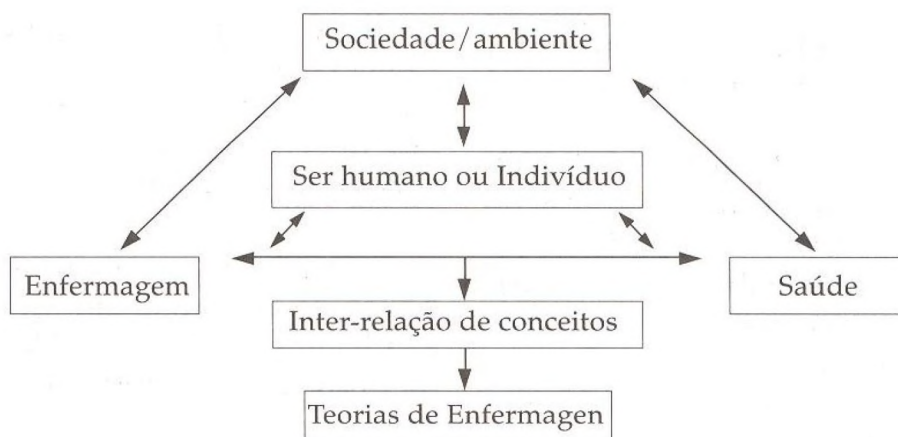 Sociedade/ambiente
Ser humano ou Indivíduo
Enfermagem
Saúde
Inter-relação de conceitos
Teorias de Enfermagen